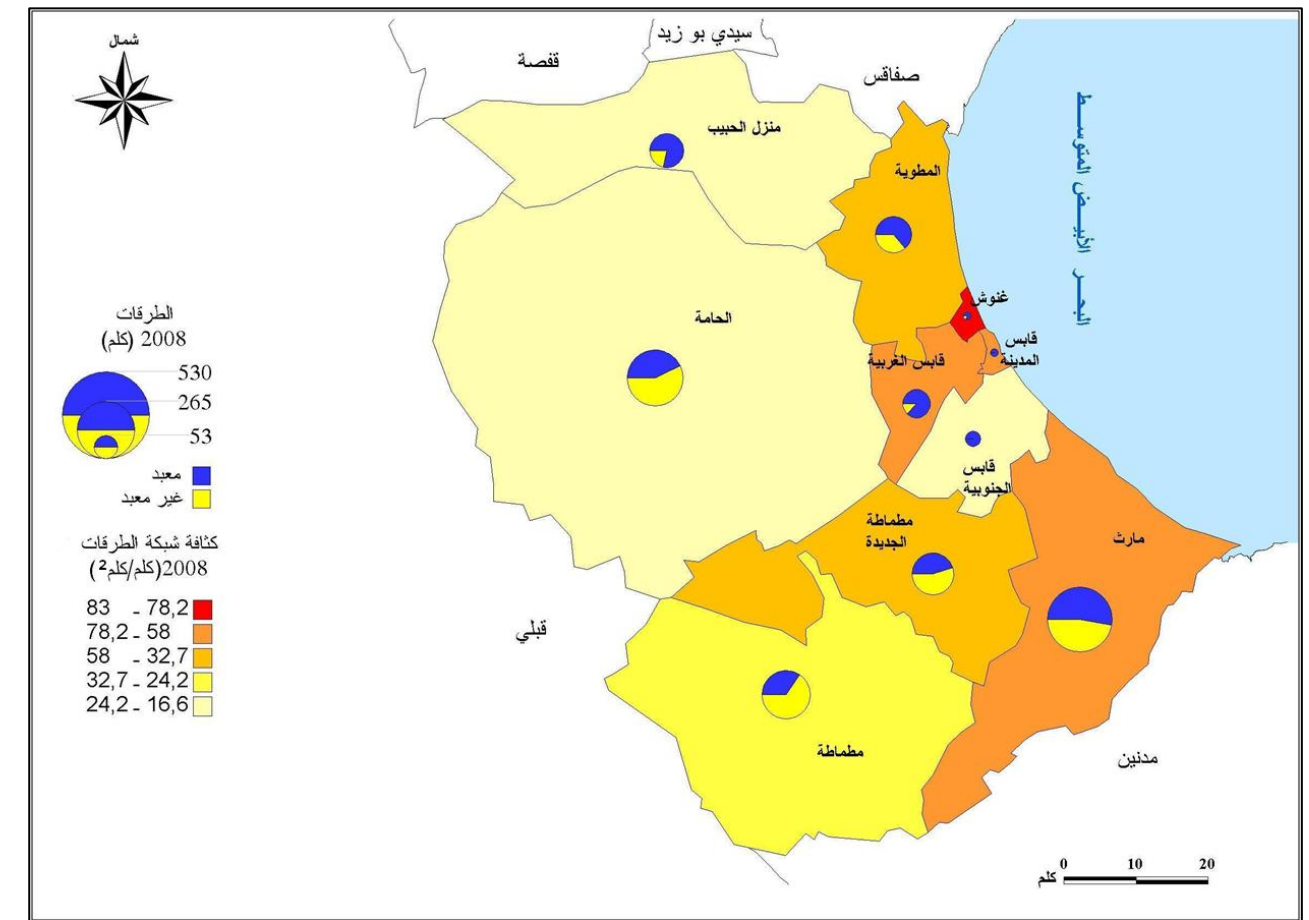 شمال
سيدي بو زيد
قفصة
صفاقس
منزل الحبيب
المطوية
البحــر الأبيــض المتوســط
غنوش
قابس
المدينة
الحامة
قابس الغربية
قابس
الجنوبية
مطماطة
الجديدة
مارث
قبلي
مطماطة
مدنين
الطرقات
2008 (كلم)
530
265
53
معبد
غير معبد
كثافة شبكة الطرقات
2008(كلم/كلم²)
83 - 78,2
78,2 - 58
58 - 32,7
32,7 - 24,2
24,2 - 16,6
0 10 20
كلم